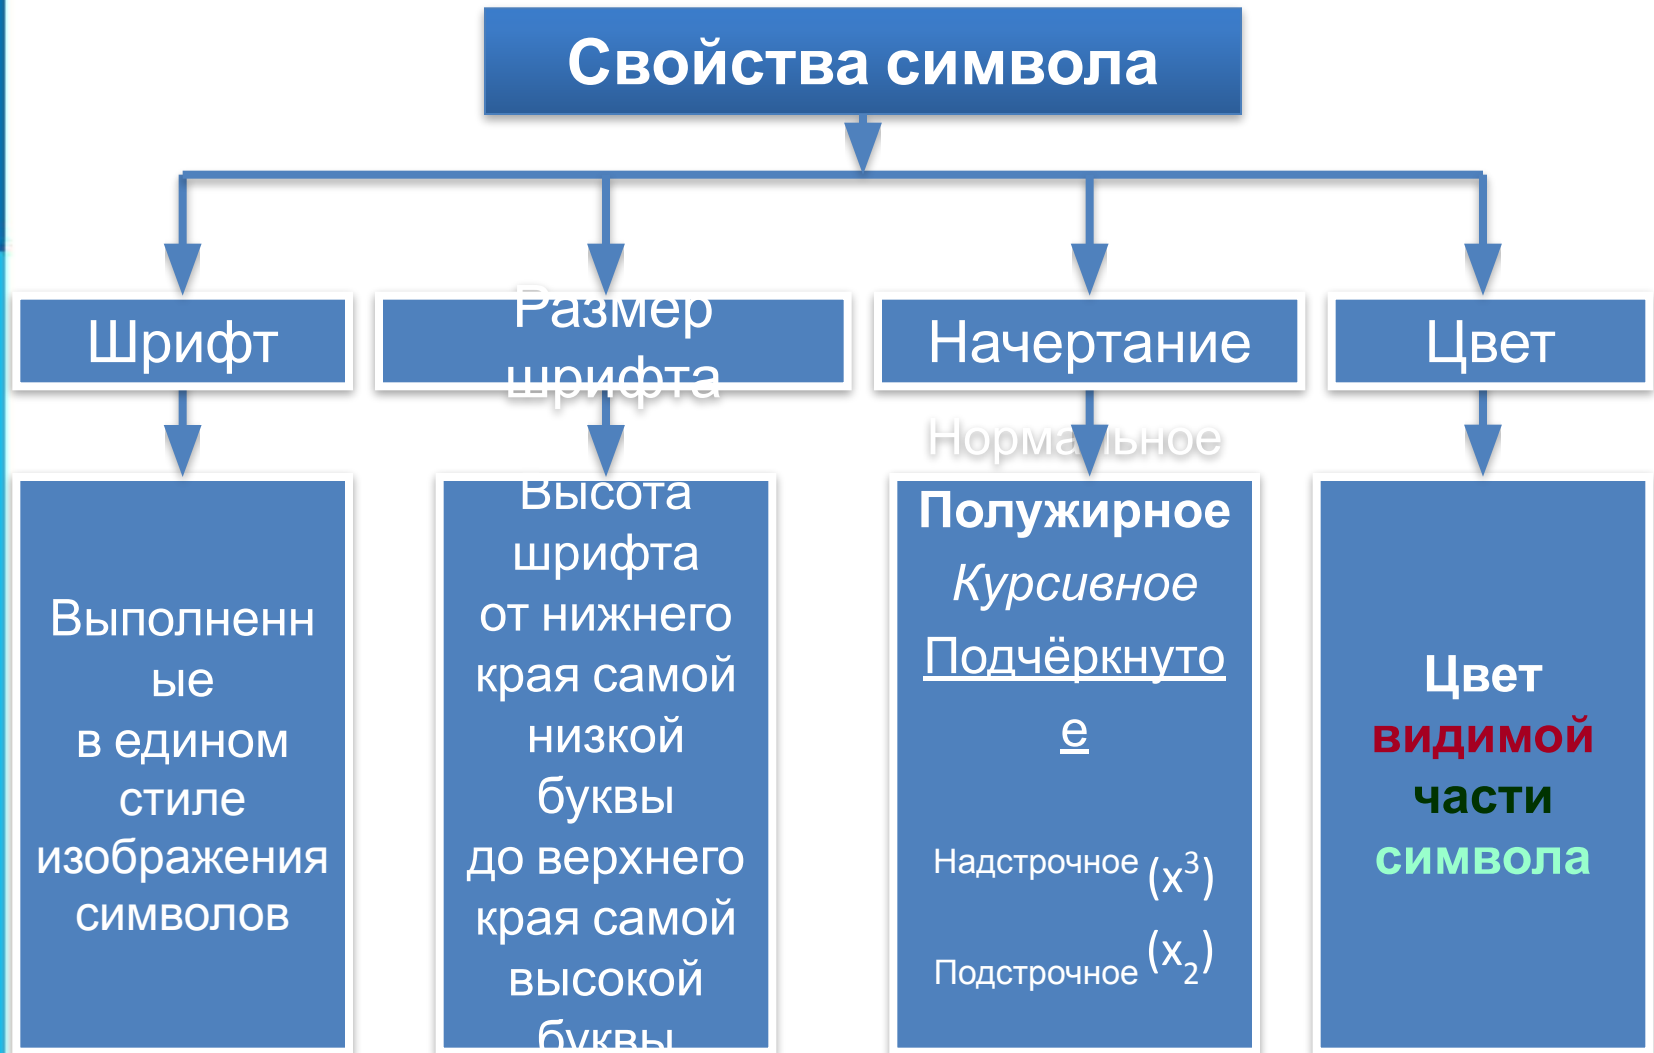 Свойства символа
Шрифт
Размер
шрифта
Начертание
Цвет
Выполненн
ые
в едином
стиле
изображения
символов
Высота
шрифта
от нижнего
края самой
низкой
буквы
до верхнего
края самой
высокой
буквы
Нормальное
Полужирное
Курсивное
Подчёркнуто
е
Надстрочное (x³)
Подстрочное (x₂)
Цвет
видимой
части
символа